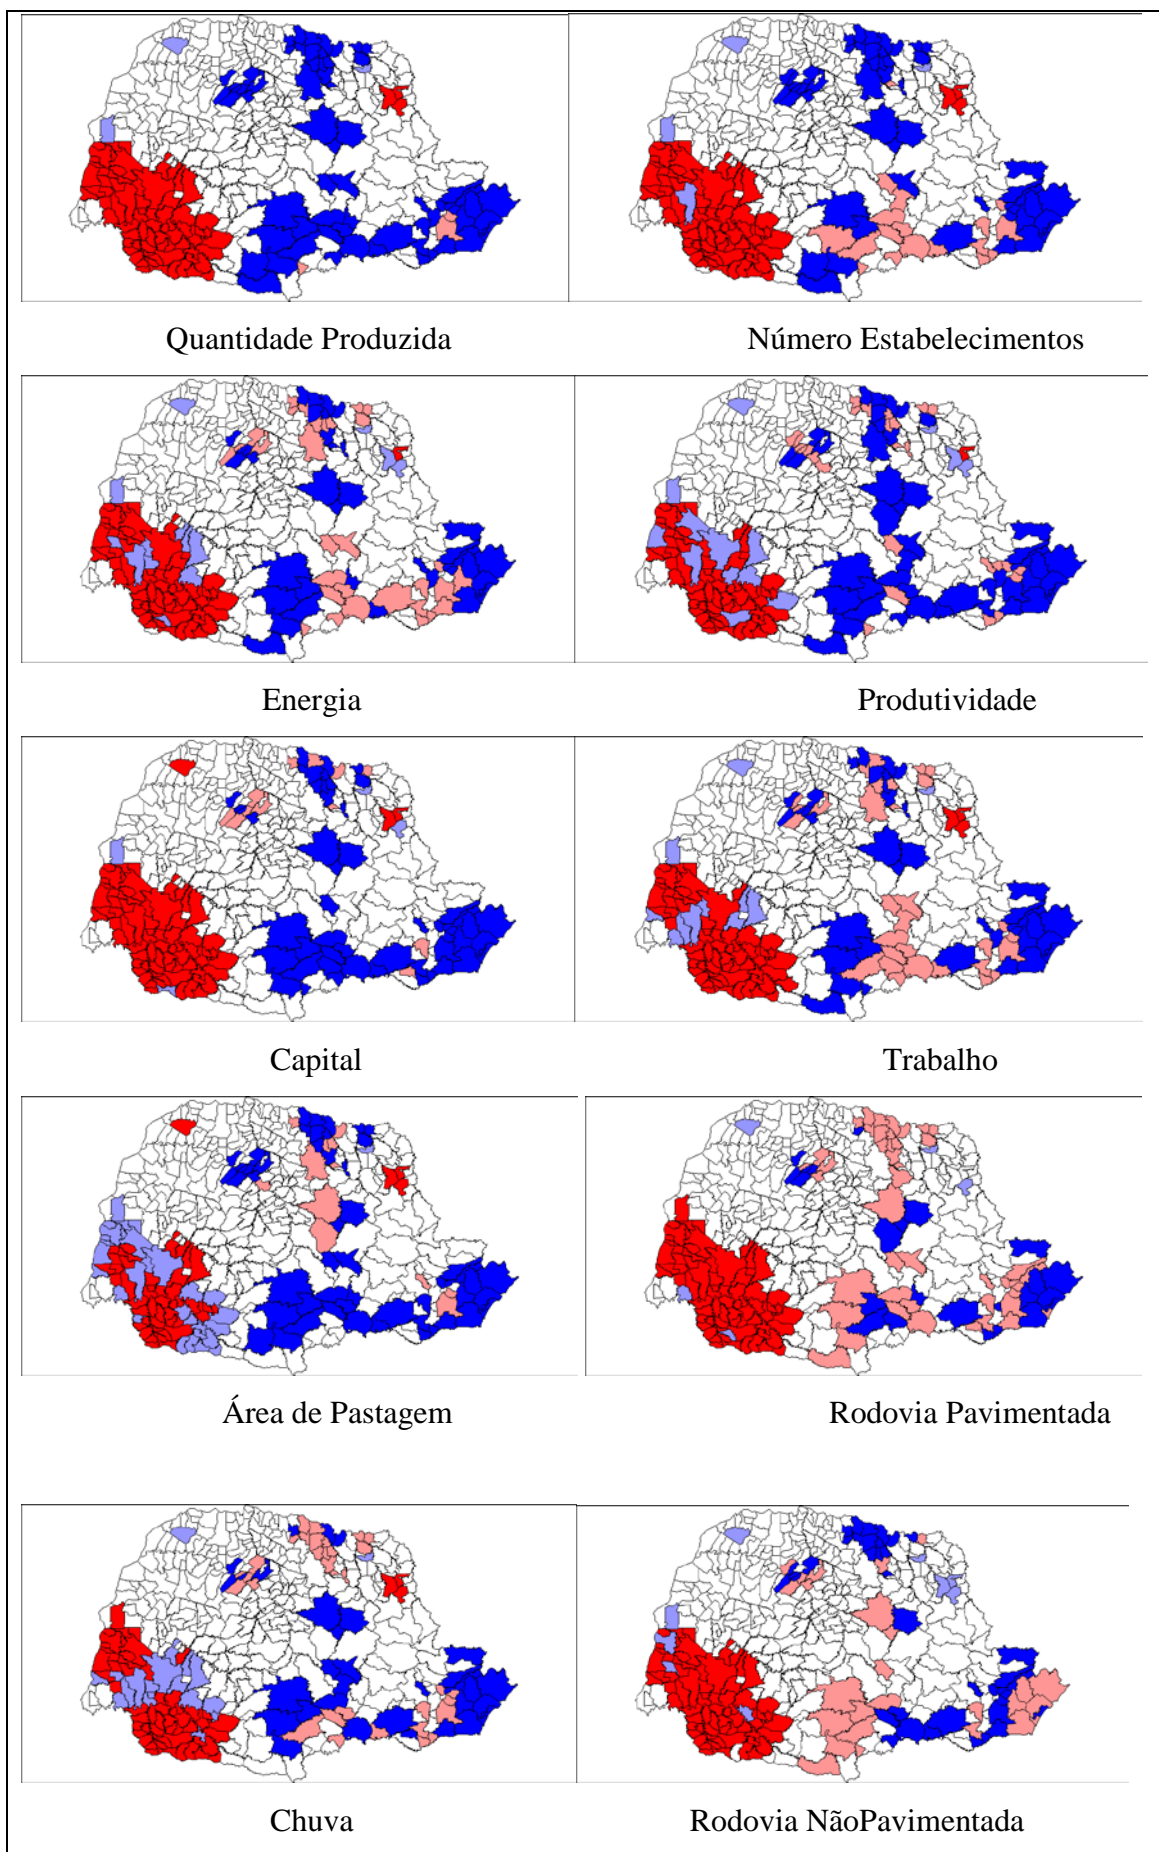 Quantidade Produzida
Número Estabelecimentos
Energia
Produtividade
Capital
Trabalho
Área de Pastagem
Rodovia Pavimentada
Chuva
Rodovia NãoPavimentada